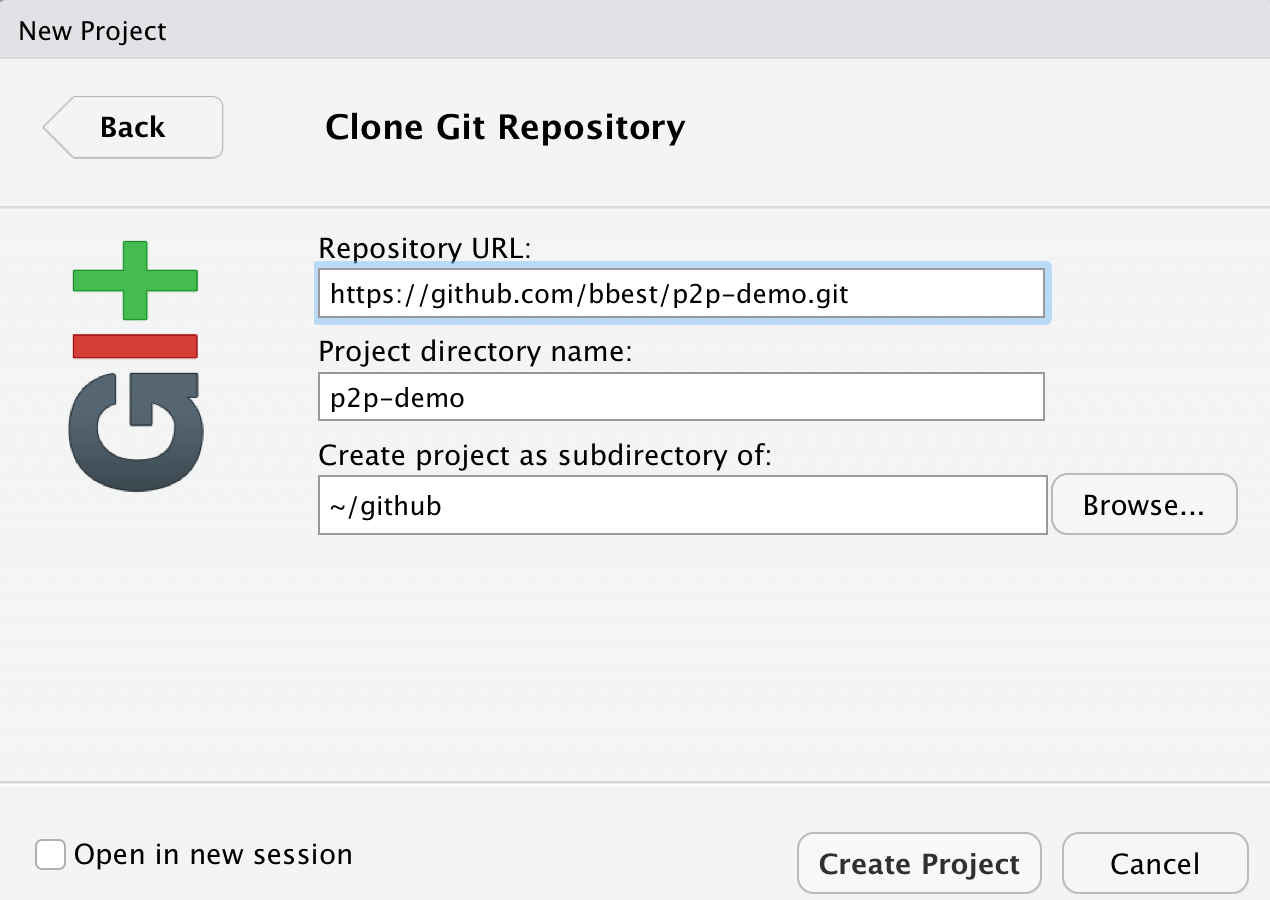 New Project
Back
Clone Git Repository
git
Repository URL:
https://github.com/bbest/p2p-demo.git
Project directory name:
p2p-demo
Create project as subdirectory of:
~/github
Browse...
Open in new session
Create Project
Cancel